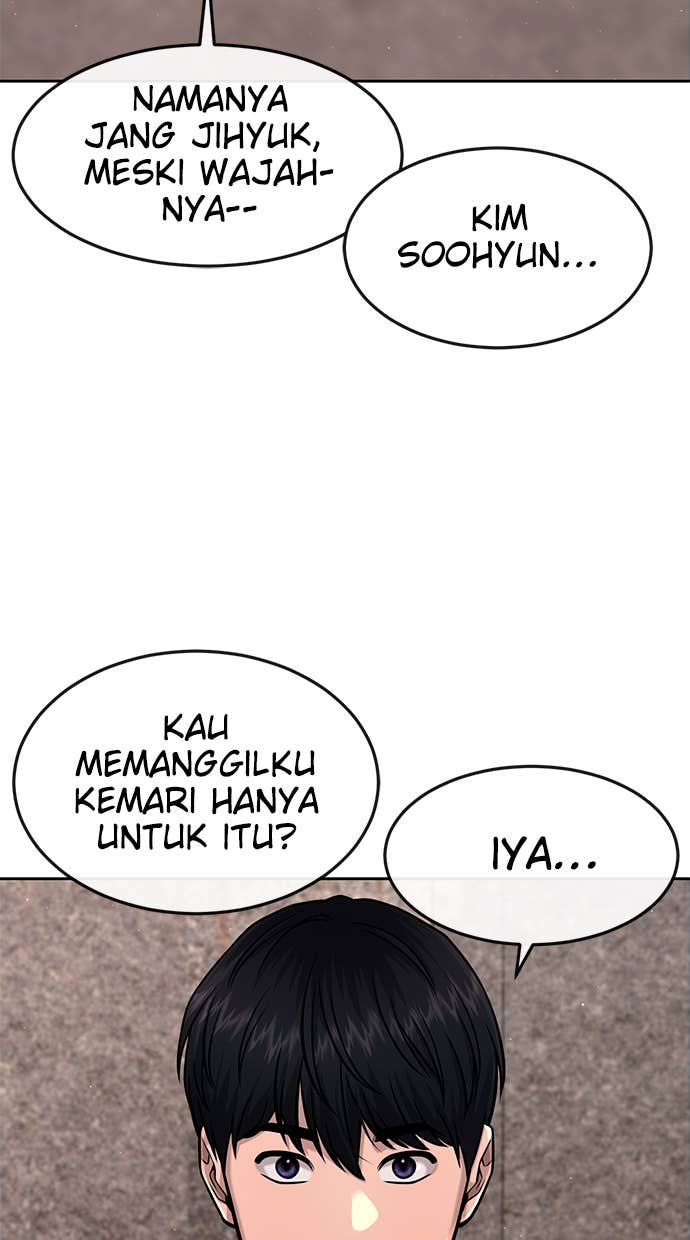 NAMANYA
JANG JIHYUK,
MESKI WAJAH-
NYA--
KIM
SOOHYUN...
KAU
MEMANGGILKU
KEMARI HANYA
UNTUK ITU?
IYA...